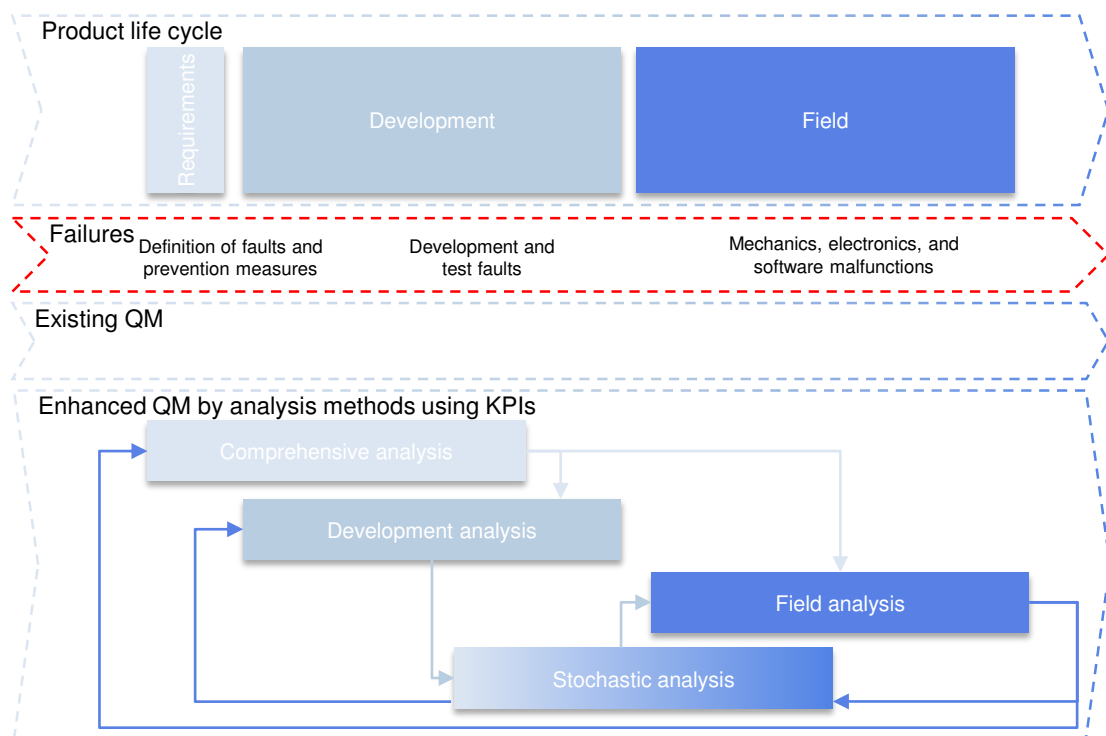 Product life cycle
Requirements
Development
Field
Failures
Definition of faults and
prevention measures
Development and
test faults
Mechanics, electronics, and
software malfunctions
Existing QM
Enhanced QM by analysis methods using KPIs
Comprehensive analysis
Development analysis
Field analysis
Stochastic analysis